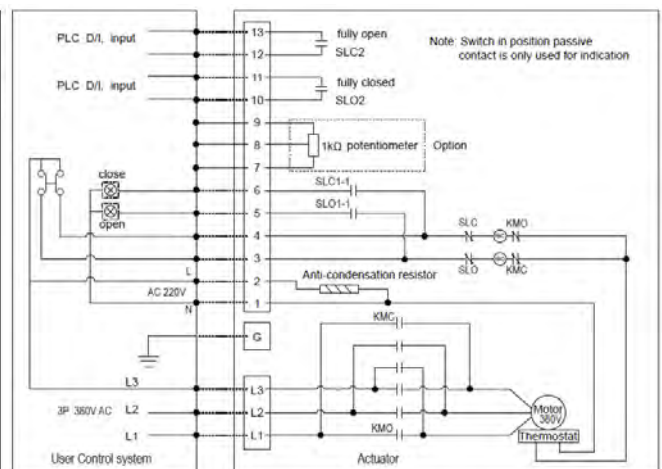 PLC D/I, input
13
fully open
SLC2
12
Note: Switch in position passive
contact is only used for indication
PLC D/I, input
11
fully closed
SLO2
10
9
8
1kΩ potentiometer
Option
7
close
6
SLC1-1
5
SLO1-1
open
4
SLC
KMO
3
SLO
KMC
L
2
Anti-condensation resistor
AC 220V
1
N
KMC
G
L3
L3
3P 380V AC
L2
L2
Motor
380V
L1
L1
KMO
Thermostat
User Control system
Actuator